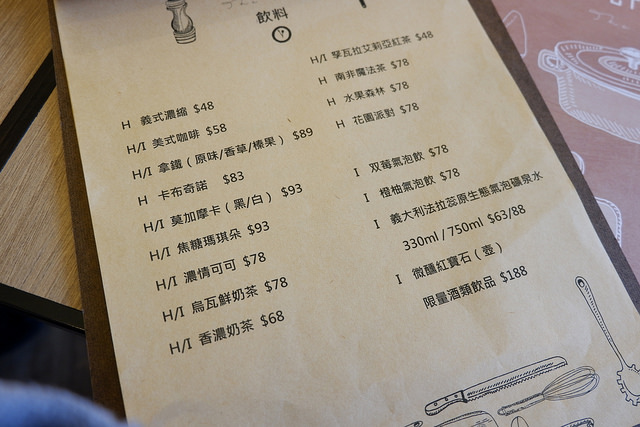 飲料
H 義式濃縮 $48
H/I 美式咖啡 $58
H/I 拿鐵（原味/香草/榛果） $89
H 卡布奇諾 $83
H/I 莫加摩卡（黑/白） $93
H/I 焦糖瑪琪朵 $93
H/I 濃情可可 $78
H/I 烏瓦鮮奶茶 $78
H/I 香濃奶茶 $68
H/I 孚瓦拉艾莉亞紅茶 $48
H 南非魔法茶 $78
H 水果森林 $78
H 花園派對 $78
I 双莓氣泡飲 $78
I 橙柚氣泡飲 $78
I 義大利法拉蕊原生態氣泡礦泉水
330ml / 750ml $63/88
I 微醺紅寶石（壺）
限量酒類飲品 $188